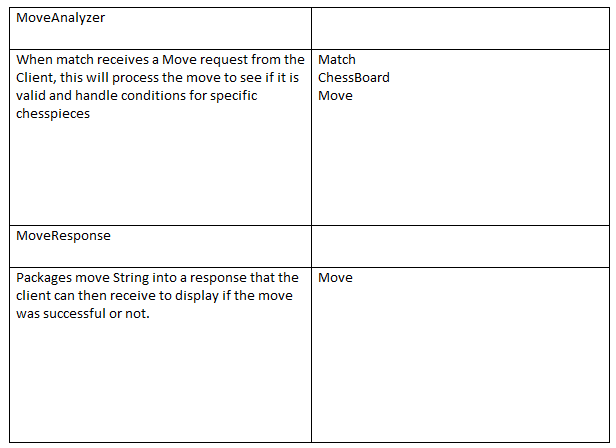 MoveAnalyzer
When match receives a Move request from the
Client, this will process the move to see if it is
valid and handle conditions for specific
chesspieces
Match
ChessBoard
Move
MoveResponse
Packages move String into a response that the
client can then receive to display if the move
was successful or not.
Move